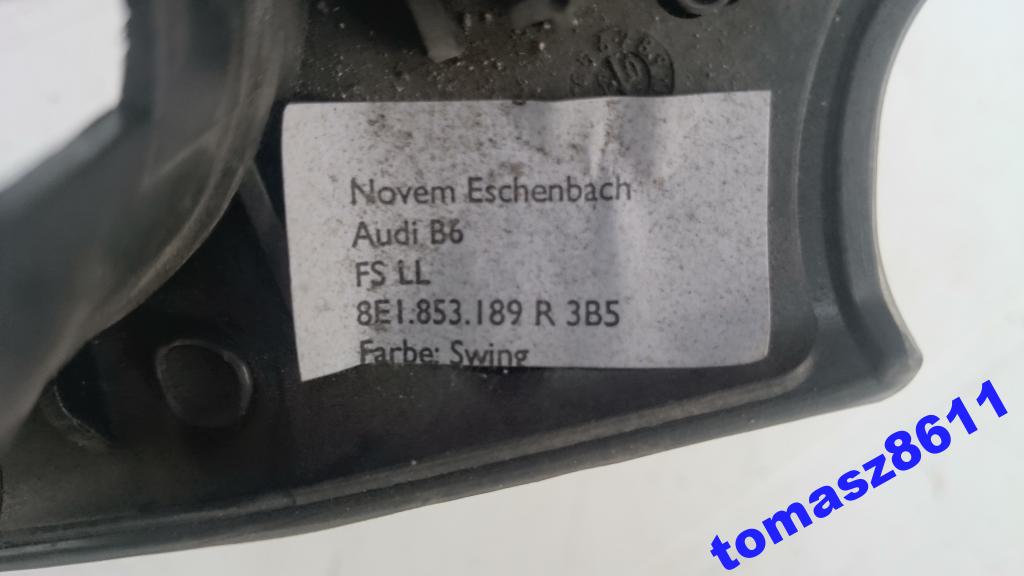 Novem Eschenbach
Audi B6
FS LL
8E1.853.189 R 3B5
Farbe: Swing
tomasz8611